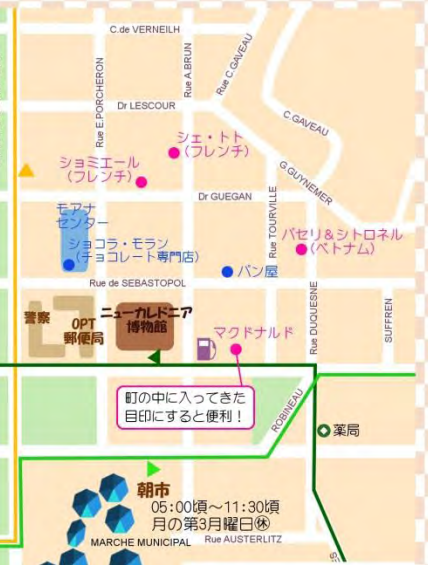 C.de VERNEILH
Rue E.PORCHERON
Rue A.BRUN
Rue C.GAVEAU
Dr LESCOUR
C.GAVEAU
シェ・トト
(フレンチ)
ショミエール
(フレンチ)
G.GUYNEMER
Dr GUEGAN
モアナ
センター
ショコラ・モラン
(チョコレート専門店)
Rue TOURVILLE
パセリ&シトロネル
(ベトナム)
パン屋
Rue de SEBASTOPOL
Rue DUQUESNE
SUFFREN
警察
OPT
郵便局
ニューカレドニア
博物館
マクドナルド
町の中に入ってきた
目印にすると便利!
ROBINEAU
薬局
朝市
05:00頃～11:30頃
月の第3月曜日㊡
MARCHE MUNICIPAL
Rue AUSTERLITZ